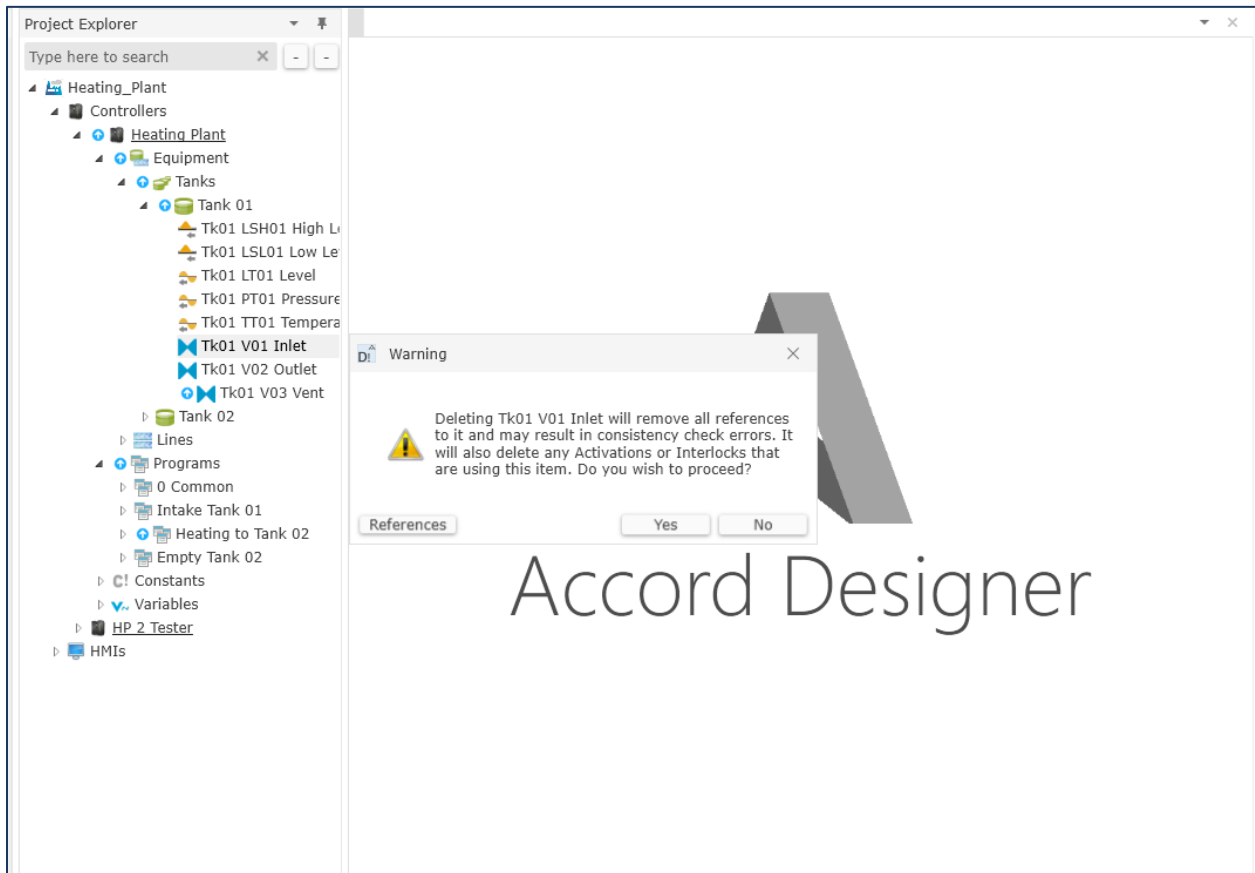 Project Explorer
Type here to search
- -
Heating_Plant
Controllers
Heating Plant
Equipment
Tanks
Tank 01
Tk01 LSH01 High
Tk01 LSL01 Low
Tk01 LT01 Level
Tk01 PT01 Pressure
Tk01 TT01
Tk01 V01 Inlet
Tk01 V02 Outlet
Tk01 V03 Vent
Tank 02
Lines
Programs
0 Common
Intake Tank 01
Heating to Tank 02
Empty Tank 02
C! Constants
Variables
HP 2 Tester
HMIs
D! Warning
Deleting Tk01 V01 Inlet will remove all references
to it and may result in consistency check errors. It
will also delete any Activations or Interlocks that
are using this item. Do you wish to proceed?
References Yes No
Accord Designer